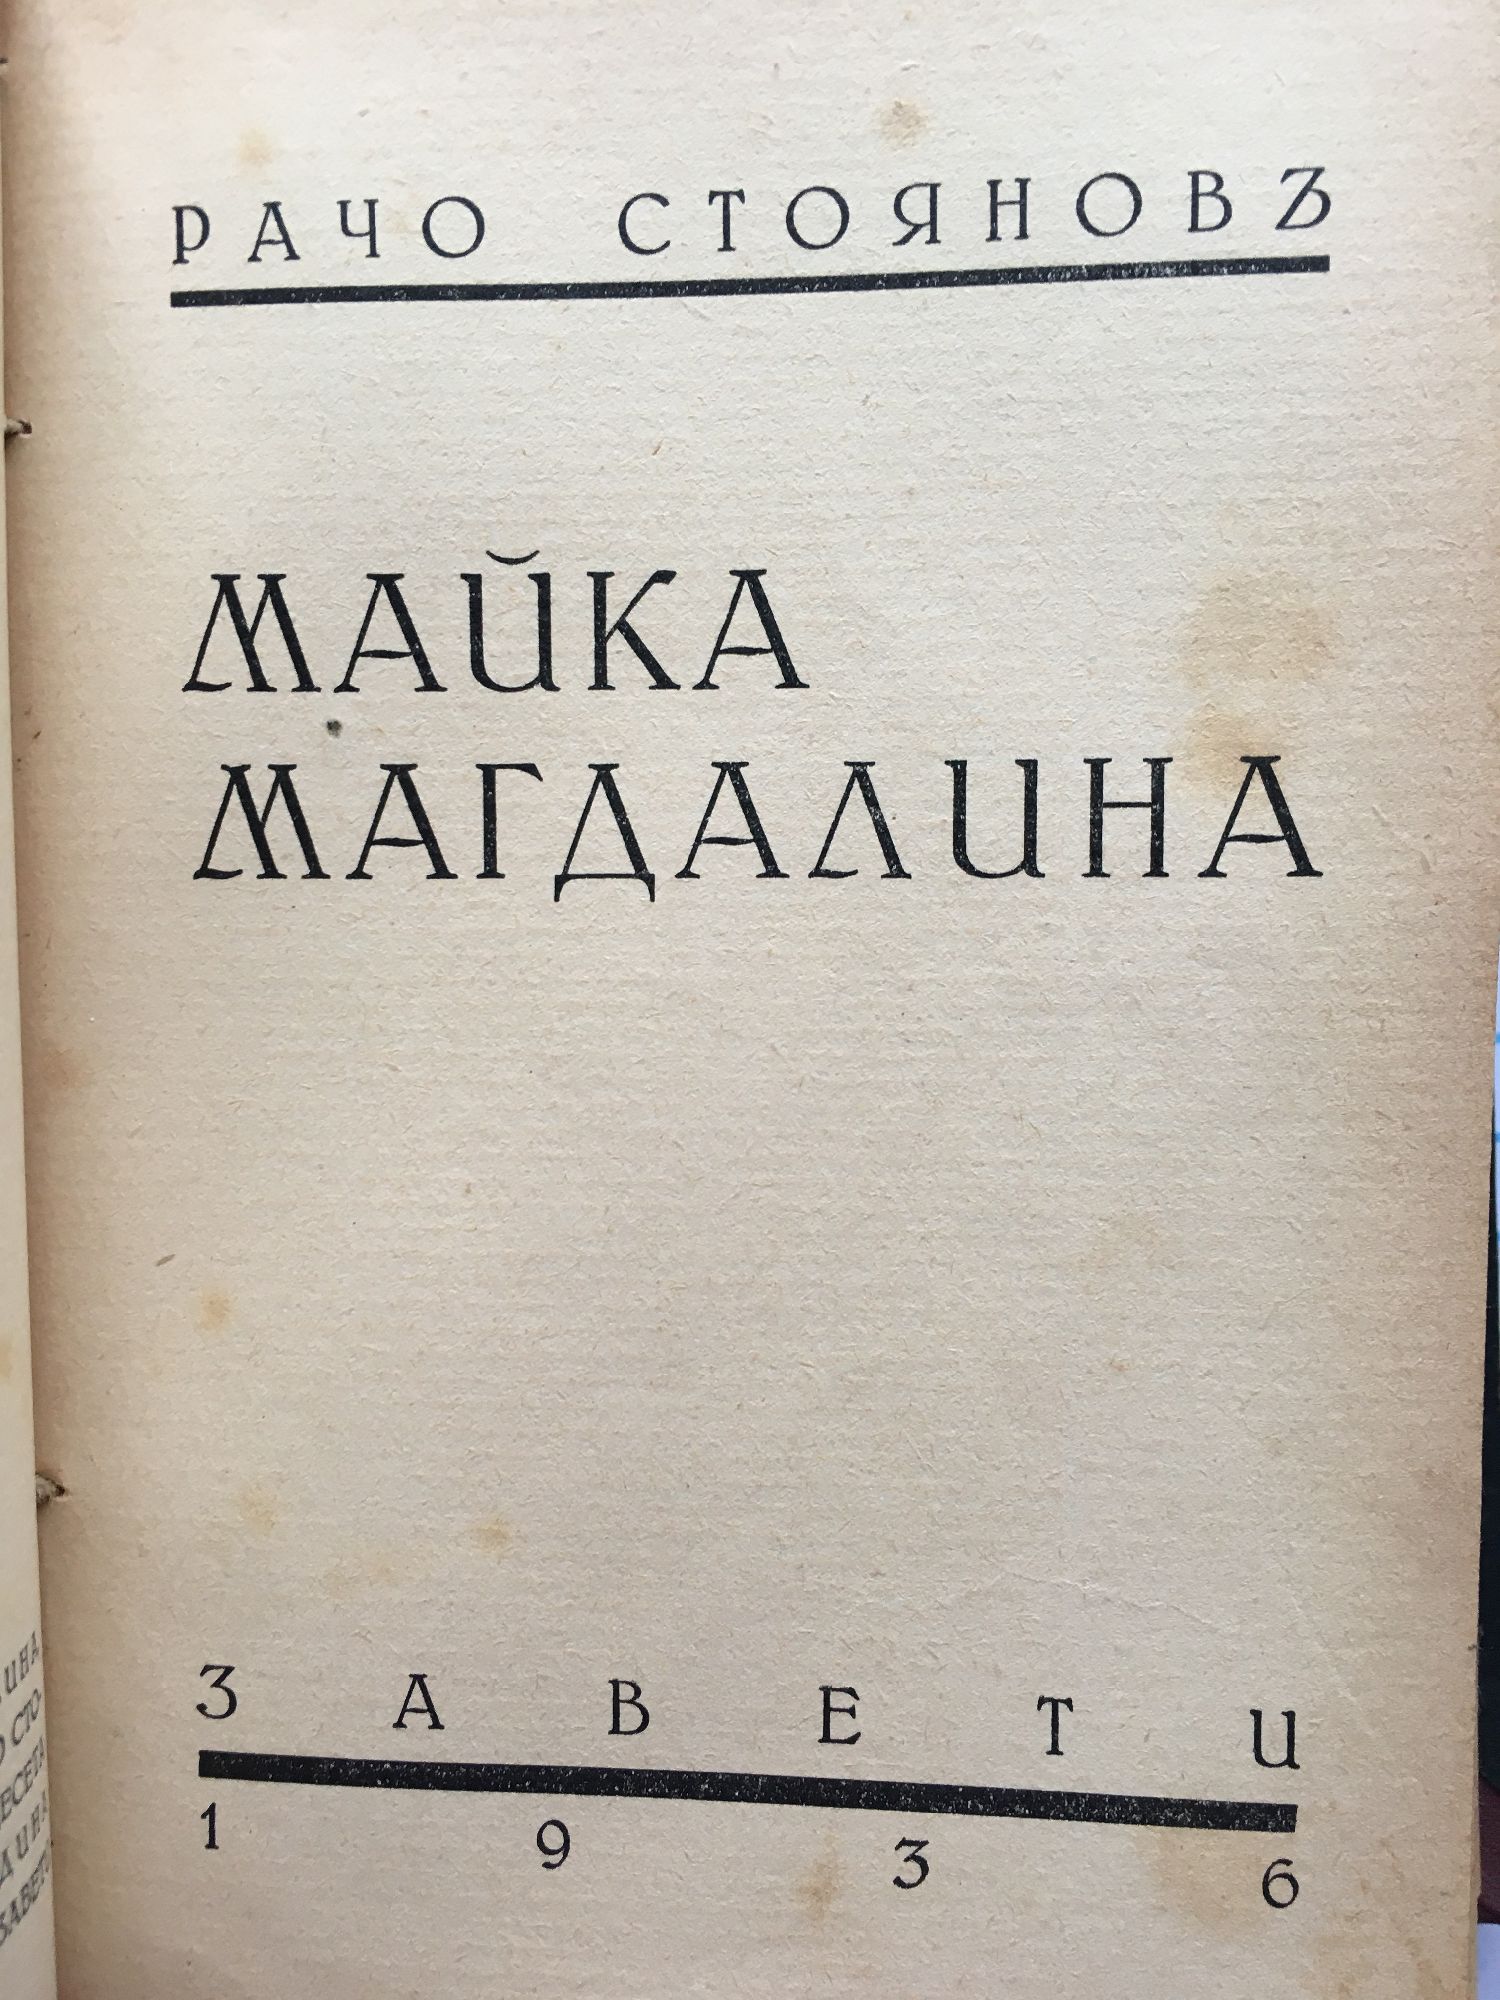 РАЧО СТОЯНОВЪ
МАЙКА
МАГДАЛИНА
ЗАВЕТИ
1936